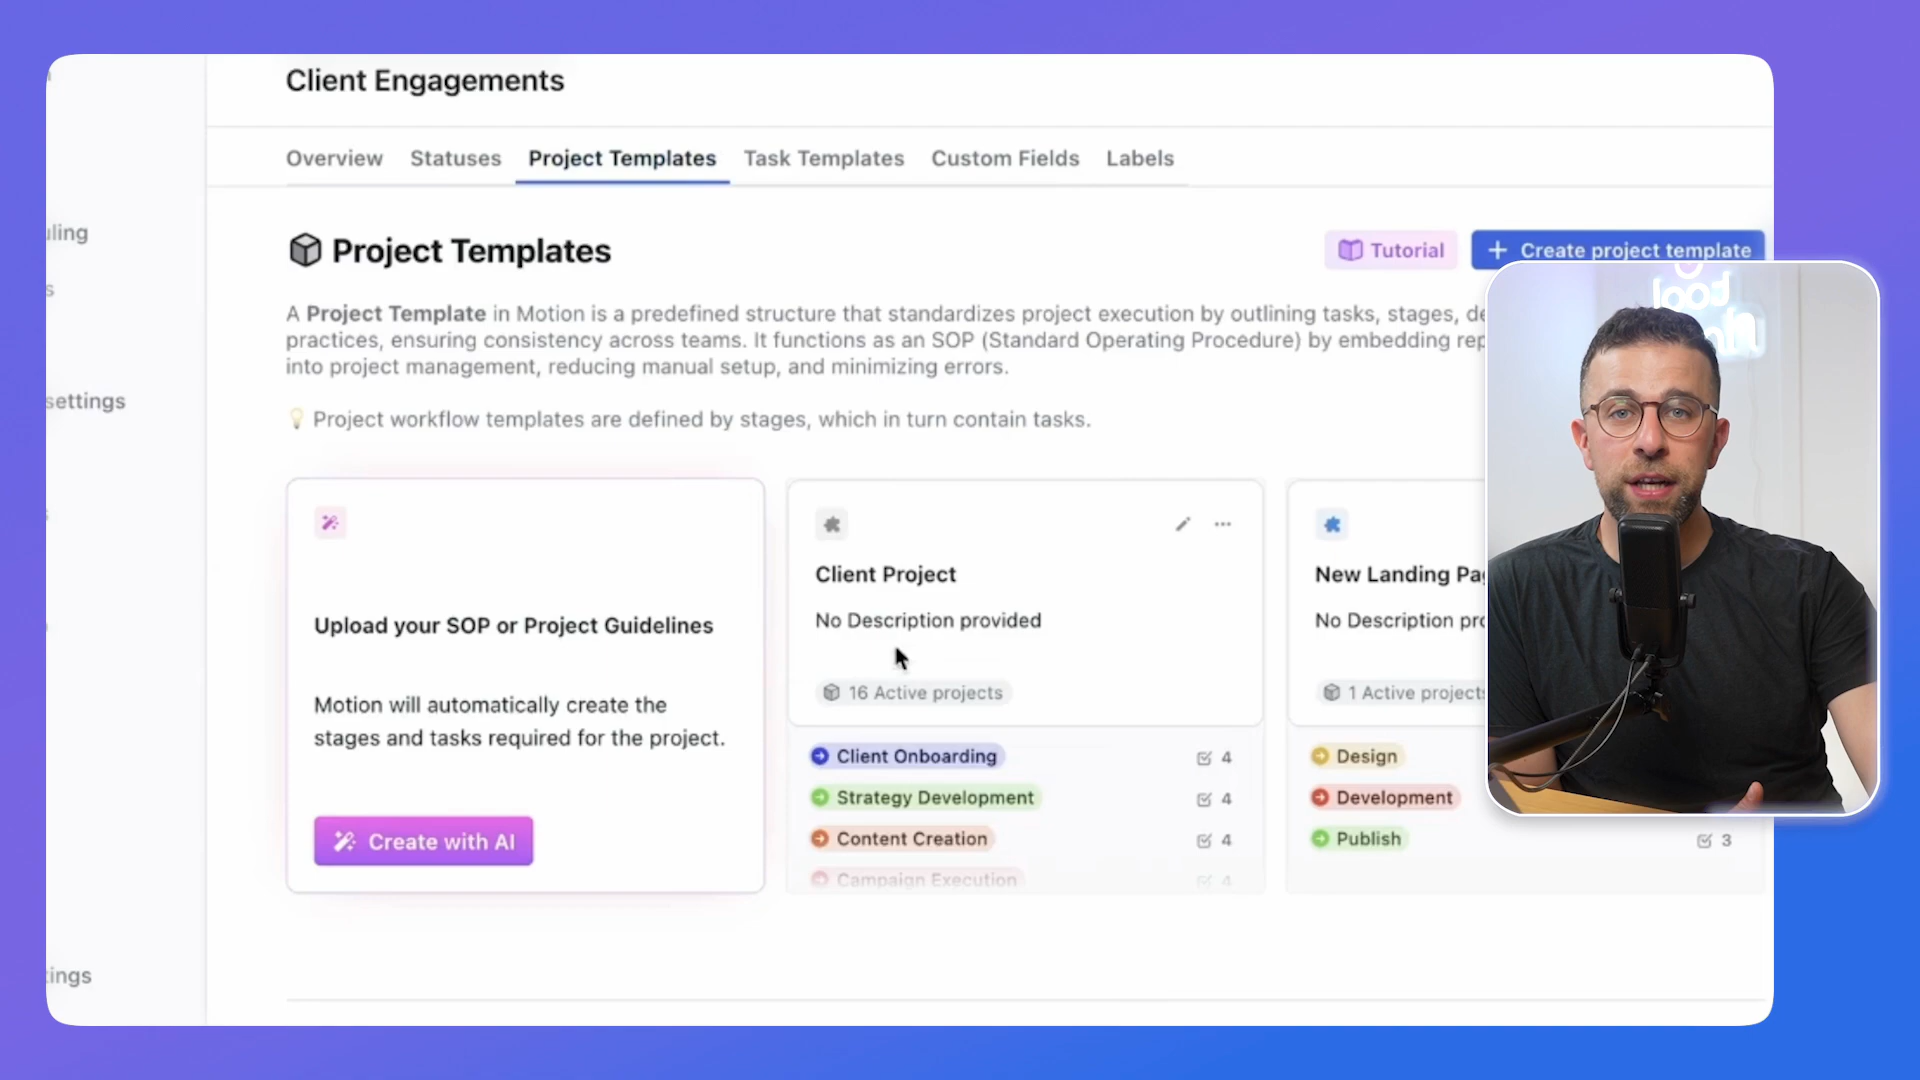 Client Engagements
Overview Statuses Project Templates Task Templates Custom Fields Labels
Project Templates
Tutorial
+ Create project template
A Project Template in Motion is a predefined structure that standardizes project execution by outlining tasks, stages,
practices, ensuring consistency across teams. It functions as an SOP (Standard Operating Procedure) by embedding
into project management, reducing manual setup, and minimizing errors.
Project workflow templates are defined by stages, which in turn contain tasks.
settings
Upload your SOP or Project Guidelines
Motion will automatically create the
stages and tasks required for the project.
Create with AI
Client Project
No Description provided
16 Active projects
Client Onboarding 4
Strategy Development 4
Content Creation 4
Campaign Execution 4
New Landing
No Description
1 Active projects
Design
Development
Publish 3